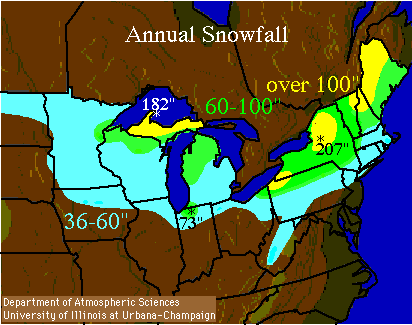 Annual Snowfall
over 100"
182"
60-100"
207"
36-60"
73"
Department of Atmospheric Sciences
University of Illinois at Urbana-Champaign